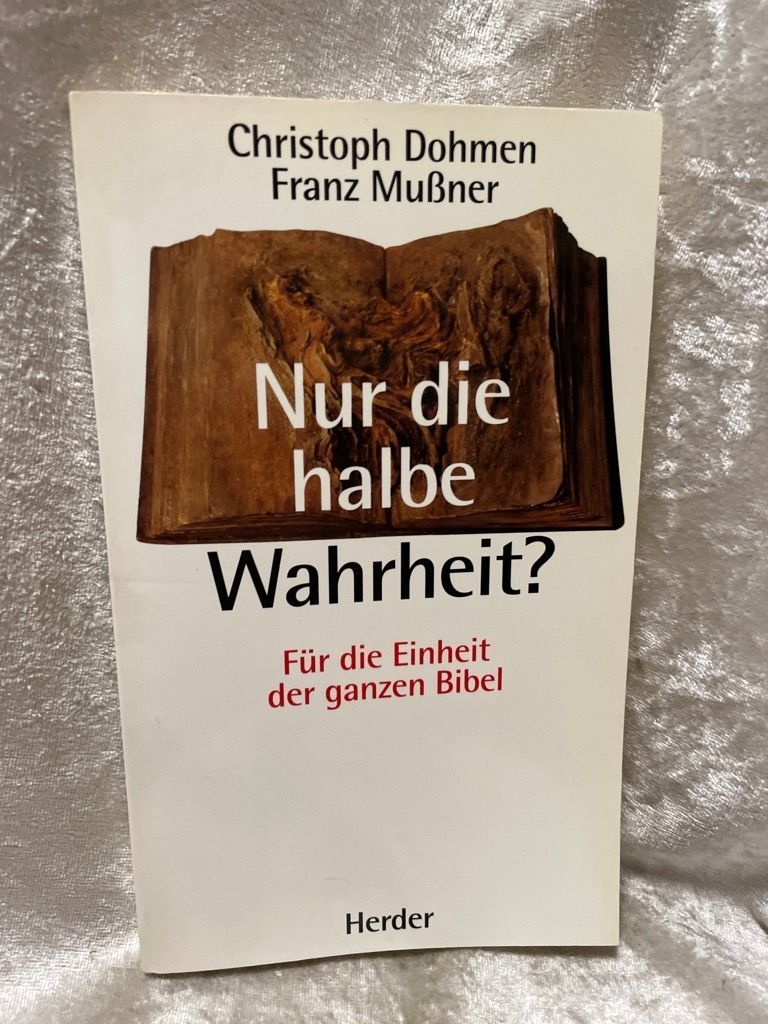 Christoph Dohmen
Franz Mußner
Nur die
halbe
Wahrheit?
Für die Einheit
der ganzen Bibel
Herder